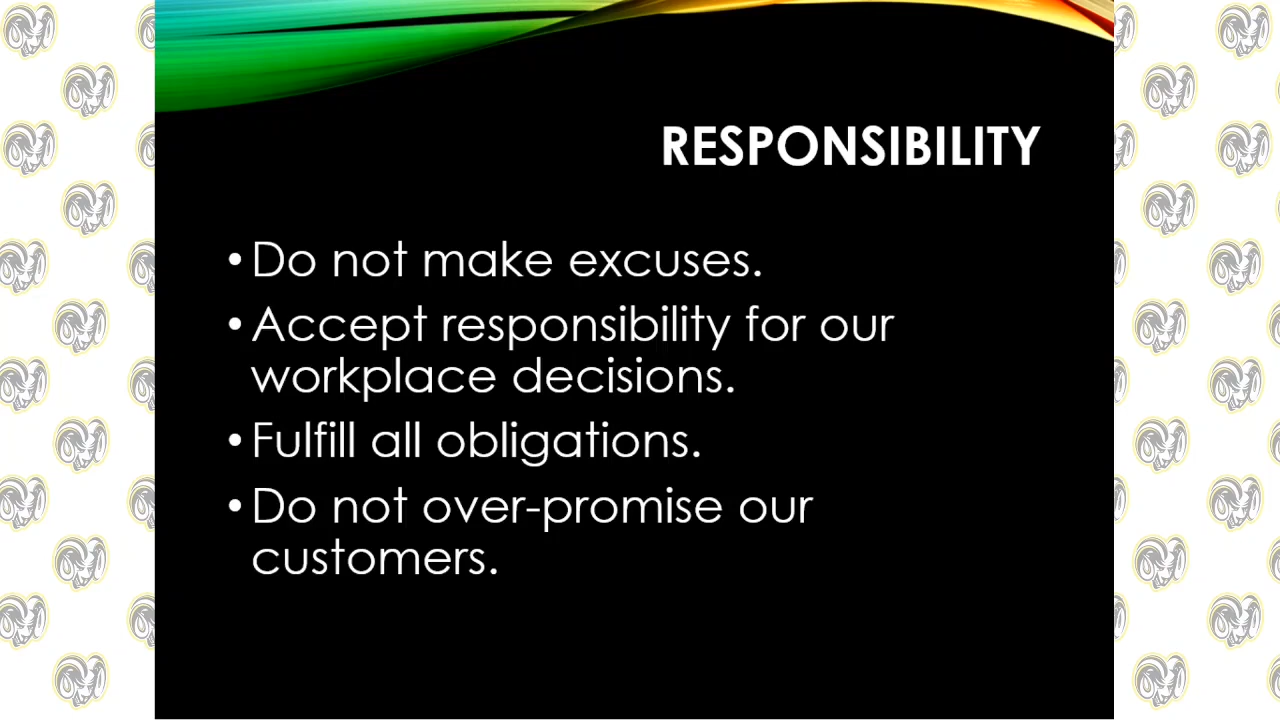 RESPONSIBILITY
• Do not make excuses.
• Accept responsibility for our
workplace decisions.
• Fulfill all obligations.
• Do not over-promise our
customers.